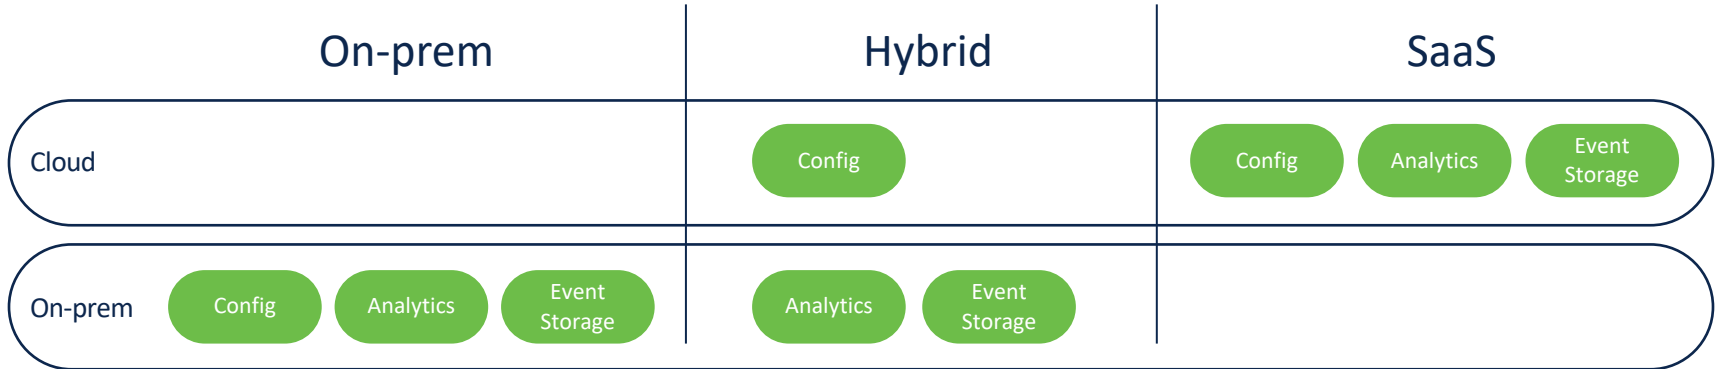 On-prem
Hybrid
SaaS
Cloud
Config
Config
Analytics
Event
Storage
On-prem
Config
Analytics
Event
Storage
Analytics
Event
Storage